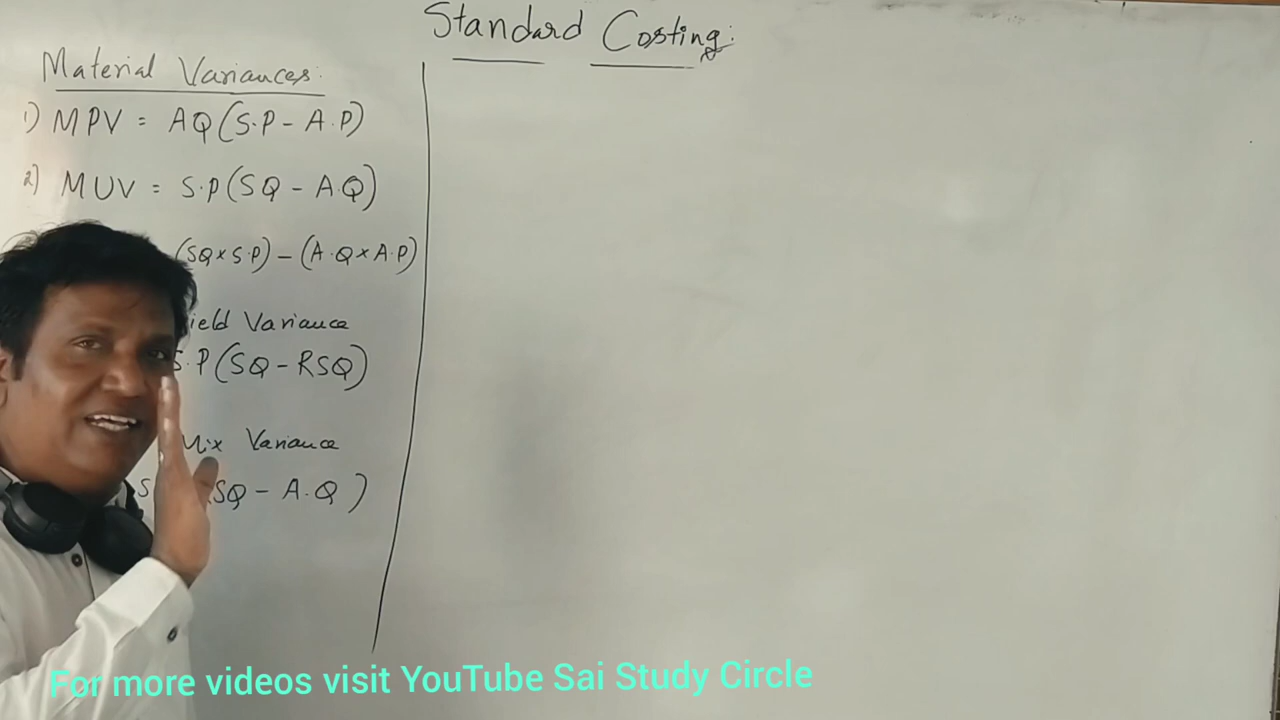 Standard Costing:
Material Variances:
1) MPV = AQ(S.P - A.P)
2) MUV = S.P(SQ - A.Q)
(SQ×S.P) - (A.Q×A.P)
ield Variance
S.P(SQ - RSQ)
Mix Variance
S SQ - A.Q)
For more videos visit YouTube Sai Study Circle